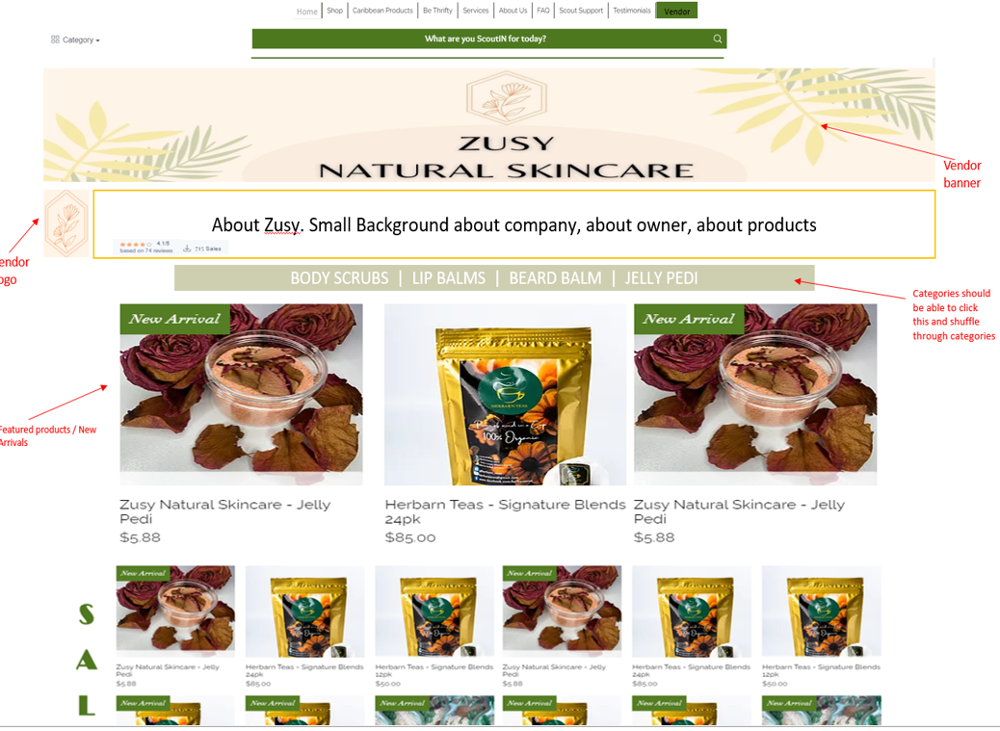 Home | Shop | Caribbean Products | Be Thrifty | Services | About Us | FAQ | Scout Support | Testimonials | Vendor
Category
What are you ScoutIN for today?
ZUSY
NATURAL SKINCARE
Vendor
banner
About Zusy. Small Background about company, about owner, about products
4.1/5
based on 74 reviews
Sales
endor
ogo
BODY SCRUBS | LIP BALMS | BEARD BALM | JELLY PEDI
Categories should
be able to click
this and shuffle
through categories
New Arrival
New Arrival
HERBARN TEAS
100% Organic
Featured products / New
Arrivals
Zusy Natural Skincare - Jelly
Pedi
$5.88
Herbarn Teas - Signature Blends
24pk
$85.00
Zusy Natural Skincare - Jelly
Pedi
$5.88
New Arrival
New Arrival
Zusy Natural Skincare - Jelly
Pedi
$5.88
Herbarn Teas - Signature Blends
24pk
$85.00
Herbarn Teas - Signature Blends
12pk
$50.00
Zusy Natural Skincare - Jelly
Pedi
$5.88
Herbarn Teas - Signature Blends
24pk
$85.00
Herbarn Teas - Signature Blends
12pk
$50.00
S
A
L
New Arrival
New Arrival
New Arrival
New Arrival
New Arrival
New Arrival